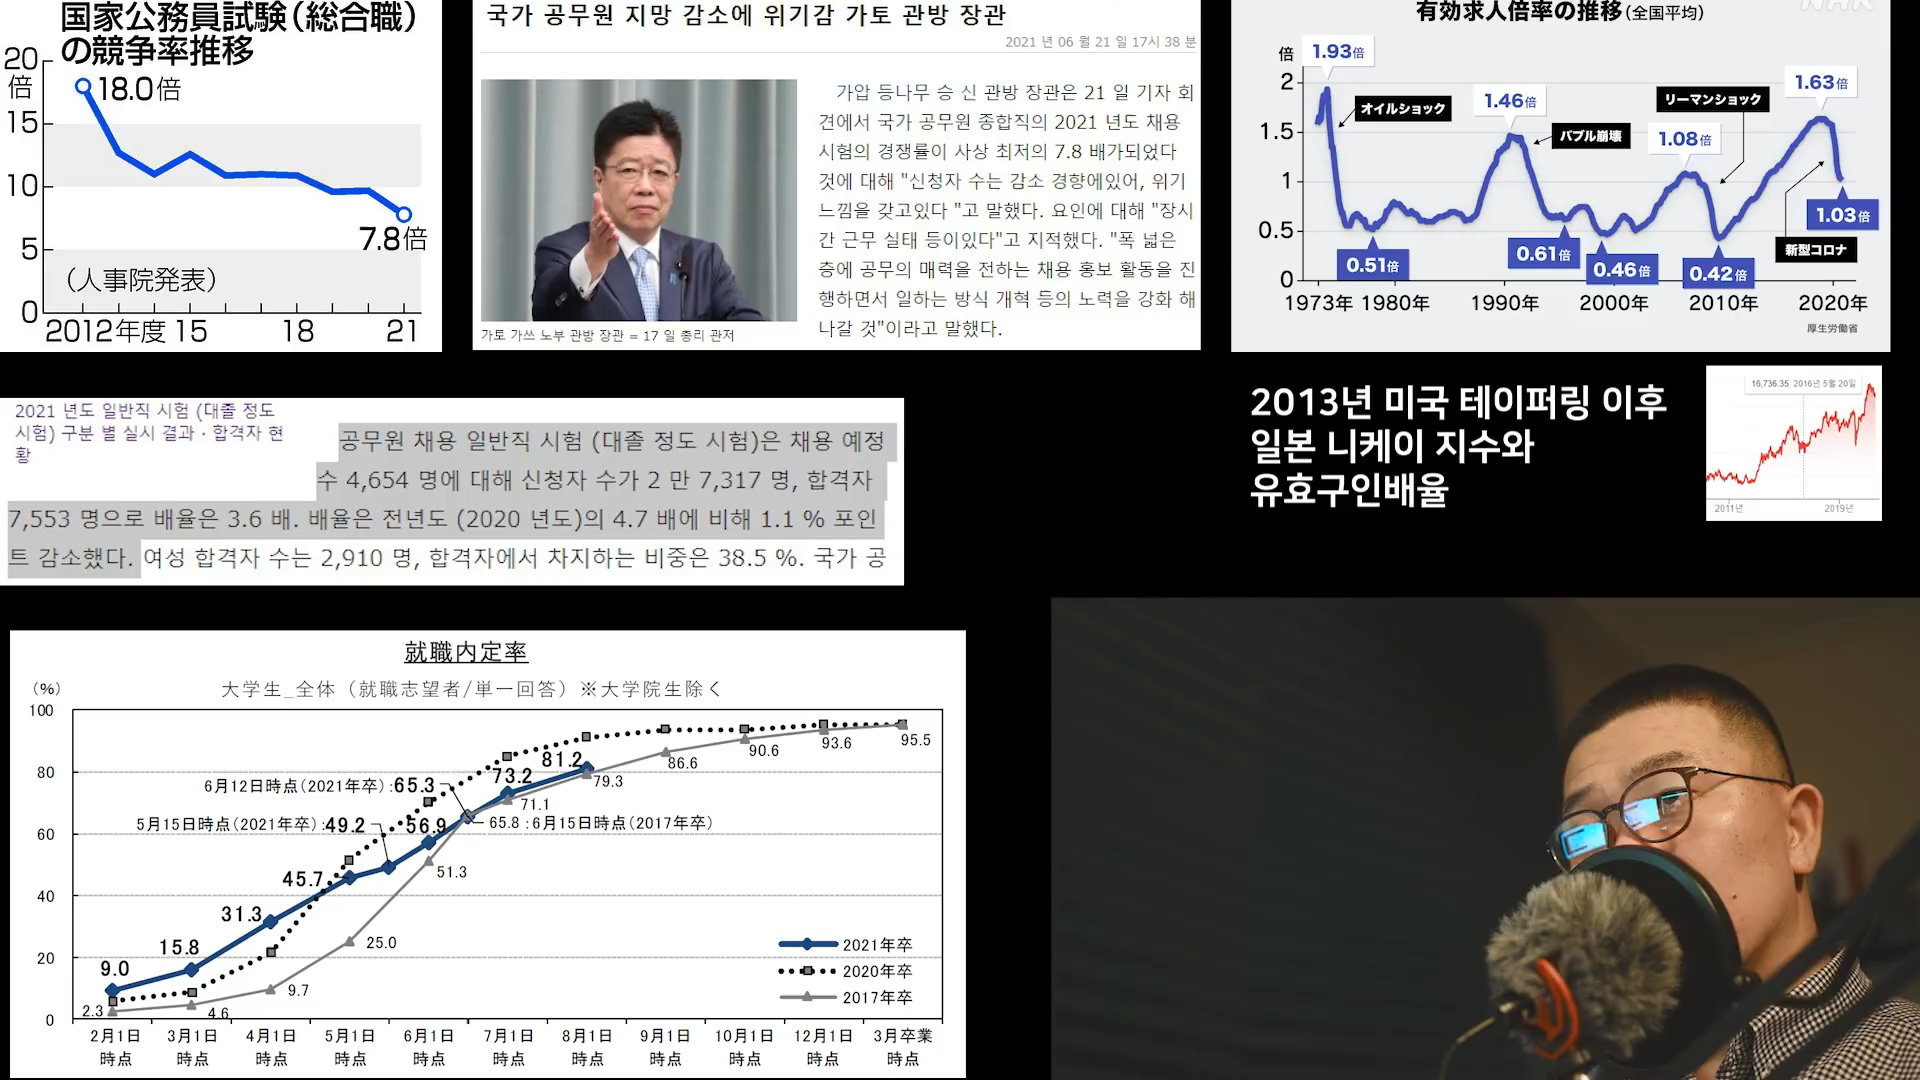 国家公務員試験(総合職)
の競争率推移
20
倍
18.0倍
15
10
5
7.8倍
(人事院発表)
0
2012年度 15 18 21
국가 공무원 지망 감소에 위기감 가토 관방 장관
2021 년 06 월 21 일 17시 38 분
가압 등나무 승 신 관방 장관은 21 일 기자 회
견에서 국가 공무원 종합직의 2021 년도 채용
시험의 경쟁률이 사상 최저의 7.8 배가되었다
것에 대해 "신청자 수는 감소 경향에있어, 위기
느낌을 갖고있다 "고 말했다. 요인에 대해 "장시
간 근무 실태 등이있다"고 지적했다. "폭 넓은
층에 공무의 매력을 전하는 채용 홍보 활동을 진
행하면서 일하는 방식 개혁 등의 노력을 강화 해
나갈 것"이라고 말했다.
가토 가쓰 노부 관방 장관 = 17 일 총리 관저
有効求人倍率の推移(全国平均)
NHK
倍
2
1.5
1
0.5
0
1.93倍
オイルショック
1.46倍
バブル崩壊
リーマンショック
1.08倍
1.63倍
1.03倍
新型コロナ
0.51倍
0.61倍
0.46倍
0.42倍
1973年 1980年 1990年 2000年 2010年 2020年
厚生労働省
2021 년도 일반직 시험 (대졸 정도
시험) 구분 별 실시 결과 · 합격자 현
황
공무원 채용 일반직 시험 (대졸 정도 시험)은 채용 예정
수 4,654 명에 대해 신청자 수가 2 만 7,317 명, 합격자
7,553 명으로 배율은 3.6 배. 배율은 전년도 (2020 년도)의 4.7 배에 비해 1.1 % 포인
트 감소했다. 여성 합격자 수는 2,910 명, 합격자에서 차지하는 비중은 38.5 %. 국가 공
2013년 미국 테이퍼링 이후
일본 니케이 지수와
유효구인배율
16,736.35 2016년 5월 20일
2011년 2019년
就職内定率
大学生_全体(就職志望者/単一回答)※大学院生除く
(%)
100
80
60
40
20
0
9.0
15.8
31.3
45.7
5月15日時点(2021年卒):49.2
56.9
6月12日時点(2021年卒):65.3
73.2
81.2
2.3
4.6
9.7
25.0
51.3
65.8:6月15日時点(2017年卒)
71.1
79.3
86.6
90.6
93.6
95.5
2021年卒
2020年卒
2017年卒
2月1日 3月1日 4月1日 5月1日 6月1日 7月1日 8月1日 9月1日 10月1日 12月1日 3月卒業
時点 時点 時点 時点 時点 時点 時点 時点 時点 時点 時点